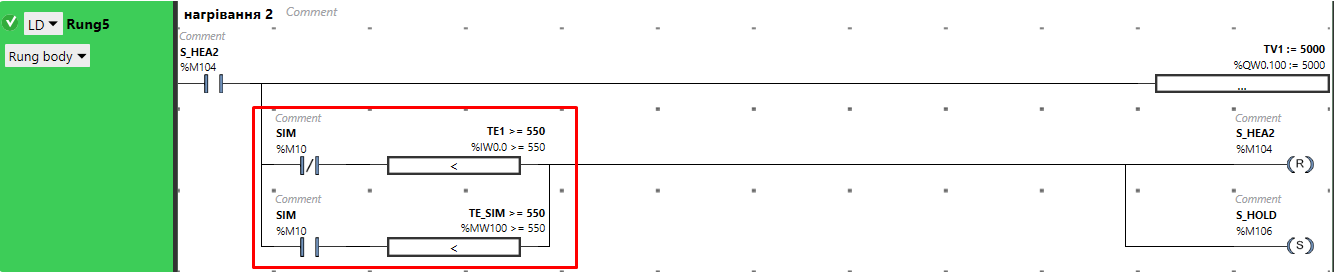 LD Rung5 нагрівання 2 Comment
Rung body
Comment
S_HEA2
%M104
TV1 := 5000
%QW0.100 := 5000
...
Comment
SIM
%M10
/
TE1 >= 550
%IW0.0 >= 550
<
Comment
S_HEA2
%M104
R
Comment
SIM
%M10
TE_SIM >= 550
%MW100 >= 550
<
Comment
S_HOLD
%M106
S